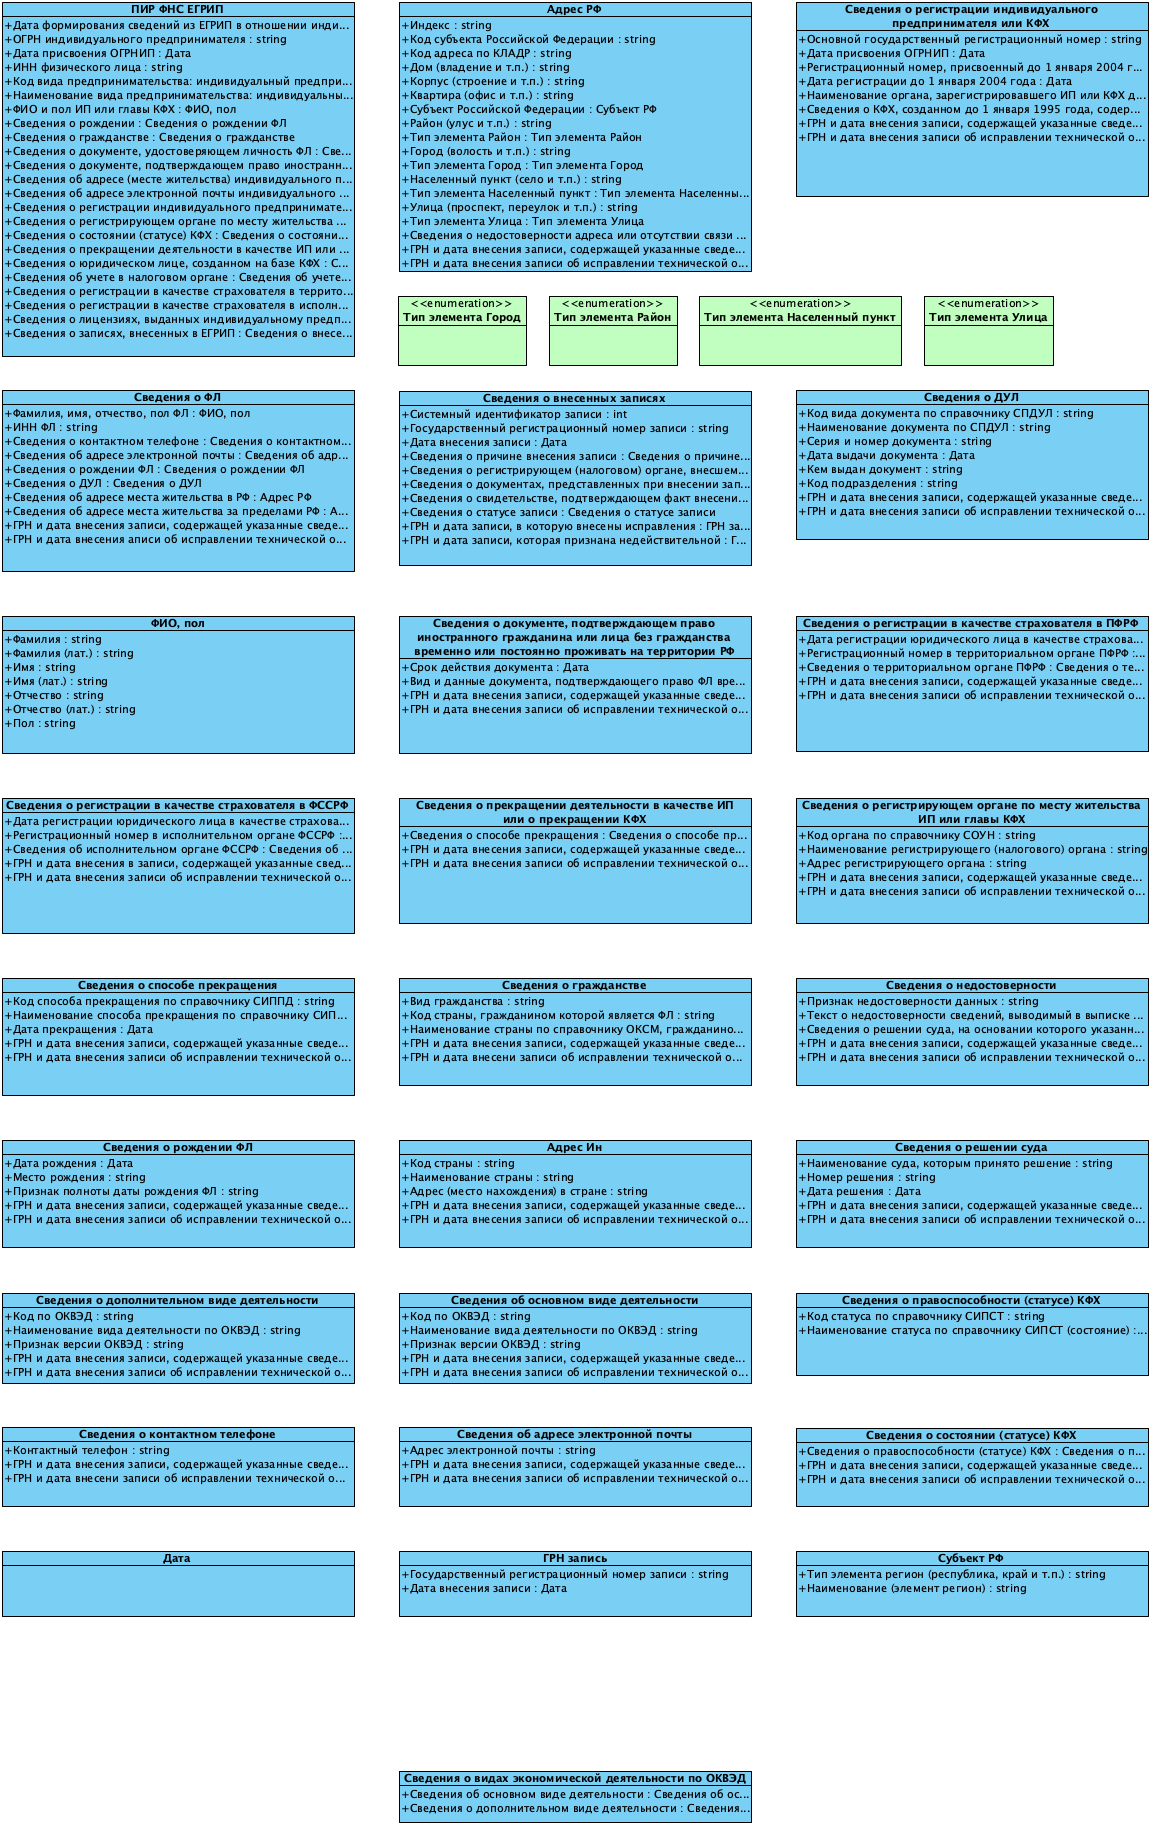 ПИР ФНС ЕГРИП
+Дата формирования сведений из ЕГРИП в отношении инди...
+ОГРН индивидуального предпринимателя : string
+Дата присвоения ОГРНИП : Дата
+ИНН физического лица : string
+Код вида предпринимательства: индивидуальный предпри...
+Наименование вида предпринимательства: индивидуальны...
+ФИО и пол ИП или главы КФХ : ФИО, пол
+Сведения о рождении : Сведения о рождении ФЛ
+Сведения о гражданстве : Сведения о гражданстве
+Сведения о документе, удостоверяющем личность ФЛ : Све...
+Сведения о документе, подтверждающем право иностранн...
+Сведения об адресе (месте жительства) индивидуального п...
+Сведения об адресе электронной почты индивидуального ...
+Сведения о регистрации индивидуального предпринимате...
+Сведения о регистрирующем органе по месту жительства ...
+Сведения о состоянии (статусе) КФХ : Сведения о состояни...
+Сведения о прекращении деятельности в качестве ИП или ...
+Сведения о юридическом лице, созданном на базе КФХ : С...
+Сведения об учете в налоговом органе : Сведения об учете...
+Сведения о регистрации в качестве страхователя в террито...
+Сведения о регистрации в качестве страхователя в исполн...
+Сведения о лицензиях, выданных индивидуальному предп...
+Сведения о записях, внесенных в ЕГРИП : Сведения о внесе...
Адрес РФ
+Индекс : string
+Код субъекта Российской Федерации : string
+Код адреса по КЛАДР : string
+Дом (владение и т.п.) : string
+Корпус (строение и т.п.) : string
+Квартира (офис и т.п.) : string
+Субъект Российской Федерации : Субъект РФ
+Район (улус и т.п.) : string
+Тип элемента Район : Тип элемента Район
+Город (волость и т.п.) : string
+Тип элемента Город : Тип элемента Город
+Населенный пункт (село и т.п.) : string
+Тип элемента Населенный пункт : Тип элемента Населенны...
+Улица (проспект, переулок и т.п.) : string
+Тип элемента Улица : Тип элемента Улица
+Сведения о недостоверности адреса или отсутствии связи ...
+ГРН и дата внесения записи, содержащей указанные сведе...
+ГРН и дата внесения записи об исправлении технической о...
Сведения о регистрации индивидуального
предпринимателя или КФХ
+Основной государственный регистрационный номер : string
+Дата присвоения ОГРНИП : Дата
+Регистрационный номер, присвоенный до 1 января 2004 г...
+Дата регистрации до 1 января 2004 года : Дата
+Наименование органа, зарегистрировавшего ИП или КФХ д...
+Сведения о КФХ, созданном до 1 января 1995 года, содер...
+ГРН и дата внесения записи, содержащей указанные сведе...
+ГРН и дата внесения записи об исправлении технической о...
<<enumeration>>
Тип элемента Город
<<enumeration>>
Тип элемента Район
<<enumeration>>
Тип элемента Населенный пункт
<<enumeration>>
Тип элемента Улица
Сведения о ФЛ
+Фамилия, имя, отчество, пол ФЛ : ФИО, пол
+ИНН ФЛ : string
+Сведения о контактном телефоне : Сведения о контактном...
+Сведения об адресе электронной почты : Сведения об адр...
+Сведения о рождении ФЛ : Сведения о рождении ФЛ
+Сведения о ДУЛ : Сведения о ДУЛ
+Сведения об адресе места жительства в РФ : Адрес РФ
+Сведения об адресе места жительства за пределами РФ : А...
+ГРН и дата внесения записи, содержащей указанные сведе...
+ГРН и дата внесения аписи об исправлении технической о...
Сведения о внесенных записях
+Системный идентификатор записи : int
+Государственный регистрационный номер записи : string
+Дата внесения записи : Дата
+Сведения о причине внесения записи : Сведения о причине...
+Сведения о регистрирующем (налоговом) органе, внесшем...
+Сведения о документах, представленных при внесении зап...
+Сведения о свидетельстве, подтверждающем факт внесени...
+Сведения о статусе записи : Сведения о статусе записи
+ГРН и дата записи, в которую внесены исправления : ГРН за...
+ГРН и дата записи, которая признана недействительной : Г...
Сведения о ДУЛ
+Код вида документа по справочнику СПДУЛ : string
+Наименование документа по СПДУЛ : string
+Серия и номер документа : string
+Дата выдачи документа : Дата
+Кем выдан документ : string
+Код подразделения : string
+ГРН и дата внесения записи, содержащей указанные сведе...
+ГРН и дата внесения записи об исправлении технической о...
ФИО, пол
+Фамилия : string
+Фамилия (лат.) : string
+Имя : string
+Имя (лат.) : string
+Отчество : string
+Отчество (лат.) : string
+Пол : string
Сведения о документе, подтверждающем право
иностранного гражданина или лица без гражданства
временно или постоянно проживать на территории РФ
+Срок действия документа : Дата
+Вид и данные документа, подтверждающего право ФЛ вре...
+ГРН и дата внесения записи, содержащей указанные сведе...
+ГРН и дата внесения записи об исправлении технической о...
Сведения о регистрации в качестве страхователя в ПФРФ
+Дата регистрации юридического лица в качестве страхова...
+Регистрационный номер в территориальном органе ПФРФ :...
+Сведения о территориальном органе ПФРФ : Сведения о те...
+ГРН и дата внесения записи, содержащей указанные сведе...
+ГРН и дата внесения записи об исправлении технической о...
Сведения о регистрации в качестве страхователя в ФССРФ
+Дата регистрации юридического лица в качестве страхова...
+Регистрационный номер в исполнительном органе ФССРФ :...
+Сведения об исполнительном органе ФССРФ : Сведения об ...
+ГРН и дата внесения в записи, содержащей указанные свед...
+ГРН и дата внесения записи об исправлении технической о...
Сведения о прекращении деятельности в качестве ИП
или о прекращении КФХ
+Сведения о способе прекращения : Сведения о способе пр...
+ГРН и дата внесения записи, содержащей указанные сведе...
+ГРН и дата внесения записи об исправлении технической о...
Сведения о регистрирующем органе по месту жительства
ИП или главы КФХ
+Код органа по справочнику СОУН : string
+Наименование регистрирующего (налогового) органа : string
+Адрес регистрирующего органа : string
+ГРН и дата внесения записи, содержащей указанные сведе...
+ГРН и дата внесения записи об исправлении технической о...
Сведения о способе прекращения
+Код способа прекращения по справочнику СИППД : string
+Наименование способа прекращения по справочнику СИП...
+Дата прекращения : Дата
+ГРН и дата внесения записи, содержащей указанные сведе...
+ГРН и дата внесения записи об исправлении технической о...
Сведения о гражданстве
+Вид гражданства : string
+Код страны, гражданином которой является ФЛ : string
+Наименование страны по справочнику ОКСМ, гражданино...
+ГРН и дата внесения записи, содержащей указанные сведе...
+ГРН и дата внесени записи об исправлении технической о...
Сведения о недостоверности
+Признак недостоверности данных : string
+Текст о недостоверности сведений, выводимый в выписке ...
+Сведения о решении суда, на основании которого указанн...
+ГРН и дата внесения записи, содержащей указанные сведе...
+ГРН и дата внесения записи об исправлении технической о...
Сведения о рождении ФЛ
+Дата рождения : Дата
+Место рождения : string
+Признак полноты даты рождения ФЛ : string
+ГРН и дата внесения записи, содержащей указанные сведе...
+ГРН и дата внесения записи об исправлении технической о...
Адрес Ин
+Код страны : string
+Наименование страны : string
+Адрес (место нахождения) в стране : string
+ГРН и дата внесения записи, содержащей указанные сведе...
+ГРН и дата внесения записи об исправлении технической о...
Сведения о решении суда
+Наименование суда, которым принято решение : string
+Номер решения : string
+Дата решения : Дата
+ГРН и дата внесения записи, содержащей указанные сведе...
+ГРН и дата внесения записи об исправлении технической о...
Сведения о дополнительном виде деятельности
+Код по ОКВЭД : string
+Наименование вида деятельности по ОКВЭД : string
+Признак версии ОКВЭД : string
+ГРН и дата внесения записи, содержащей указанные сведе...
+ГРН и дата внесения записи об исправлении технической о...
Сведения об основном виде деятельности
+Код по ОКВЭД : string
+Наименование вида деятельности по ОКВЭД : string
+Признак версии ОКВЭД : string
+ГРН и дата внесения записи, содержащей указанные сведе...
+ГРН и дата внесения записи об исправлении технической о...
Сведения о правоспособности (статусе) КФХ
+Код статуса по справочнику СИПСТ : string
+Наименование статуса по справочнику СИПСТ (состояние) :...
Сведения о контактном телефоне
+Контактный телефон : string
+ГРН и дата внесения записи, содержащей указанные сведе...
+ГРН и дата внесени записи об исправлении технической о...
Сведения об адресе электронной почты
+Адрес электронной почты : string
+ГРН и дата внесения записи, содержащей указанные сведе...
+ГРН и дата внесения записи об исправлении технической о...
Сведения о состоянии (статусе) КФХ
+Сведения о правоспособности (статусе) КФХ : Сведения о п...
+ГРН и дата внесения записи, содержащей указанные сведе...
+ГРН и дата внесения записи об исправлении технической о...
Дата
ГРН запись
+Государственный регистрационный номер записи : string
+Дата внесения записи : Дата
Субъект РФ
+Тип элемента регион (республика, край и т.п.) : string
+Наименование (элемент регион) : string
Сведения о видах экономической деятельности по ОКВЭД
+Сведения об основном виде деятельности : Сведения об ос...
+Сведения о дополнительном виде деятельности : Сведения...